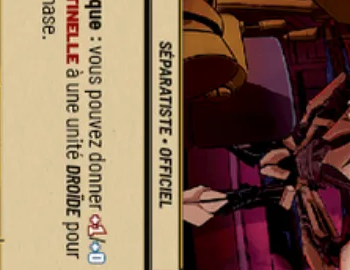 SÉPARATISTE • OFFICIEL
que : vous pouvez donner +1/+0
TINELLE à une unité DROÏDE pour
hase.